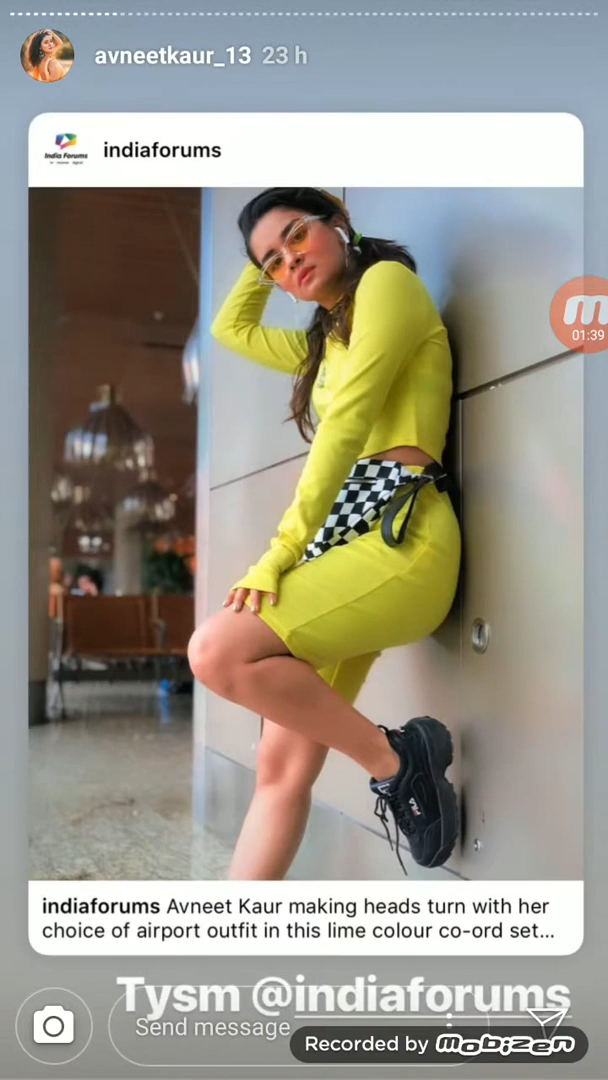 avneetkaur_13 23 h
India Forums
indiaforums
01:39
FILA
indiaforums Avneet Kaur making heads turn with her
choice of airport outfit in this lime colour co-ord set...
Tysm @indiaforums
Send message
Recorded by mobizen